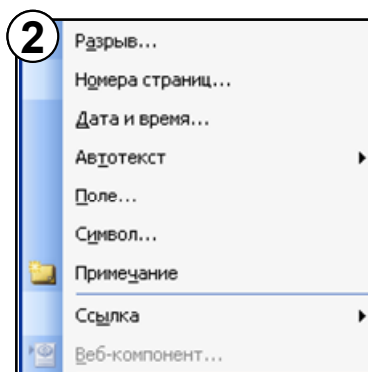 2
Разрыв...
Номера страниц...
Дата и время...
Автотекст
Поле...
Символ...
Примечание
Ссылка
Веб-компонент...